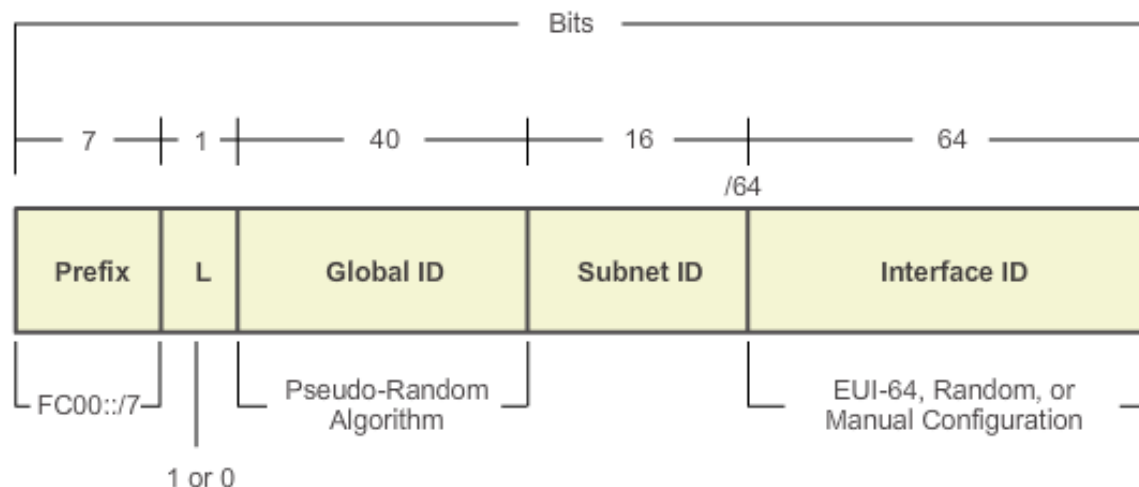 Bits
7 1 40 16 64
/64
Prefix L Global ID Subnet ID Interface ID
FC00::/7
Pseudo-Random
Algorithm
EUI-64, Random, or
Manual Configuration
1 or 0